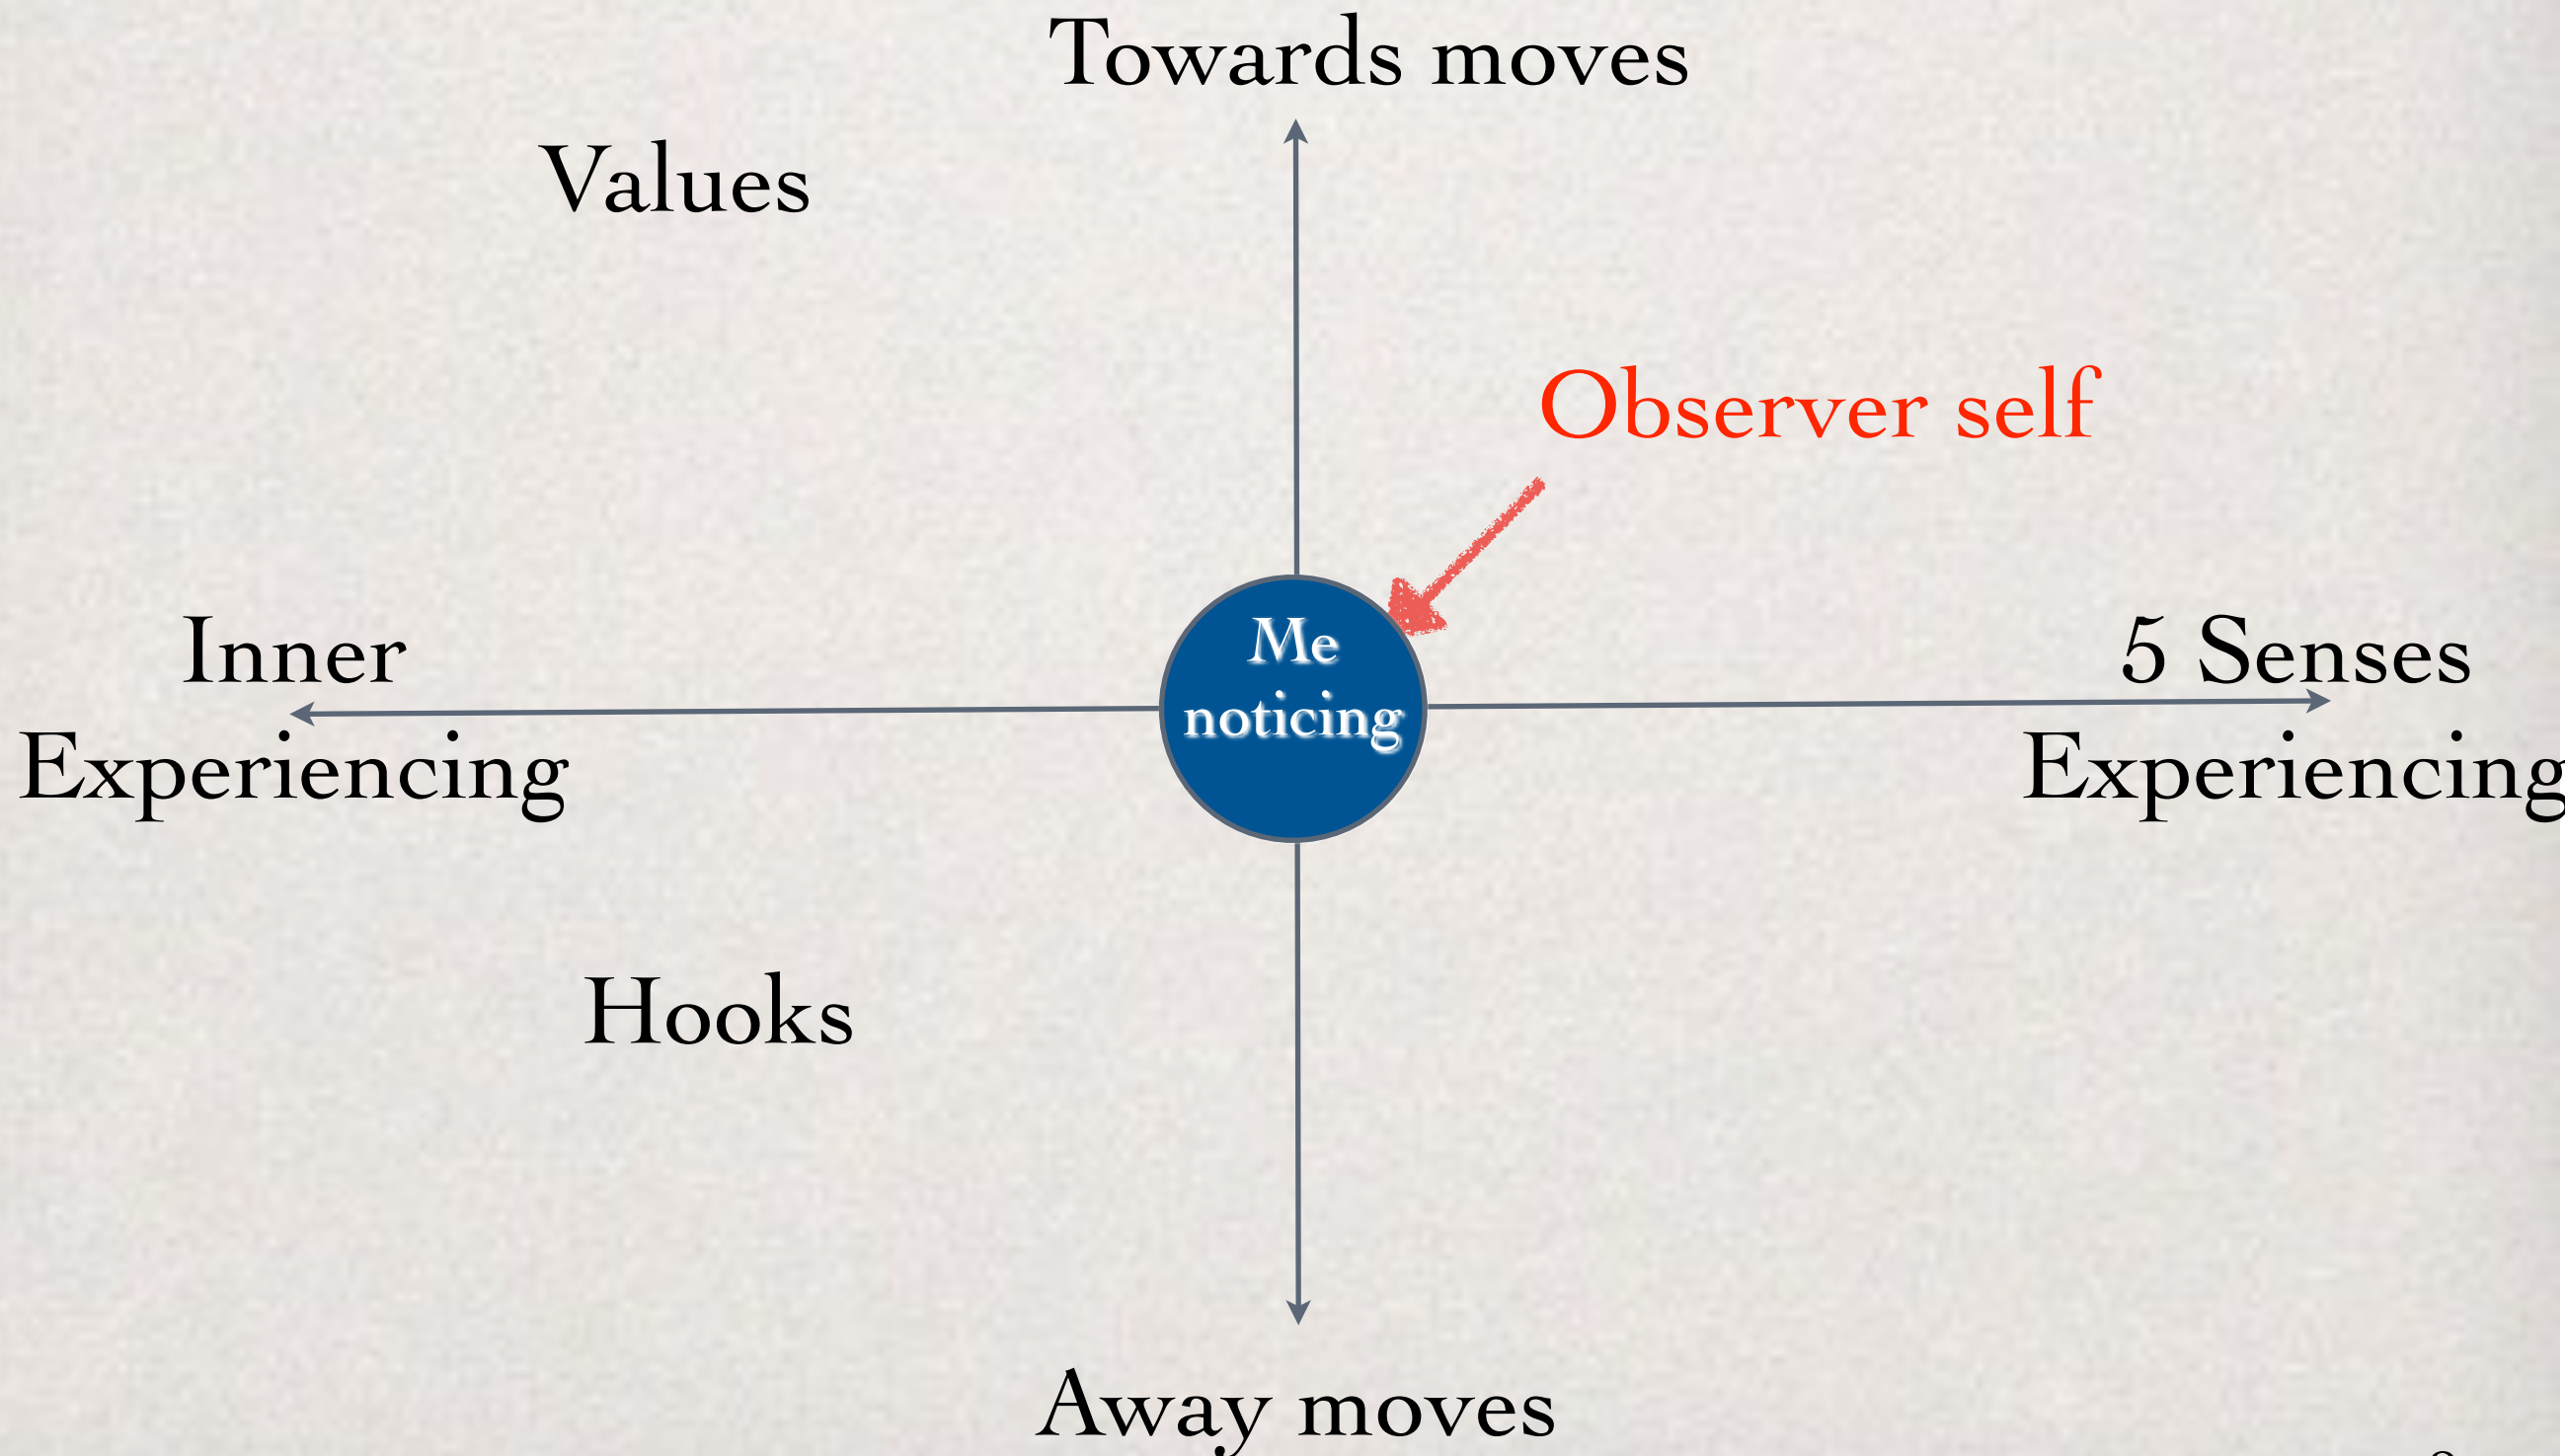 Towards moves
Values
Observer self
Me
noticing
Inner
Experiencing
5 Senses
Experiencing
Hooks
Away moves